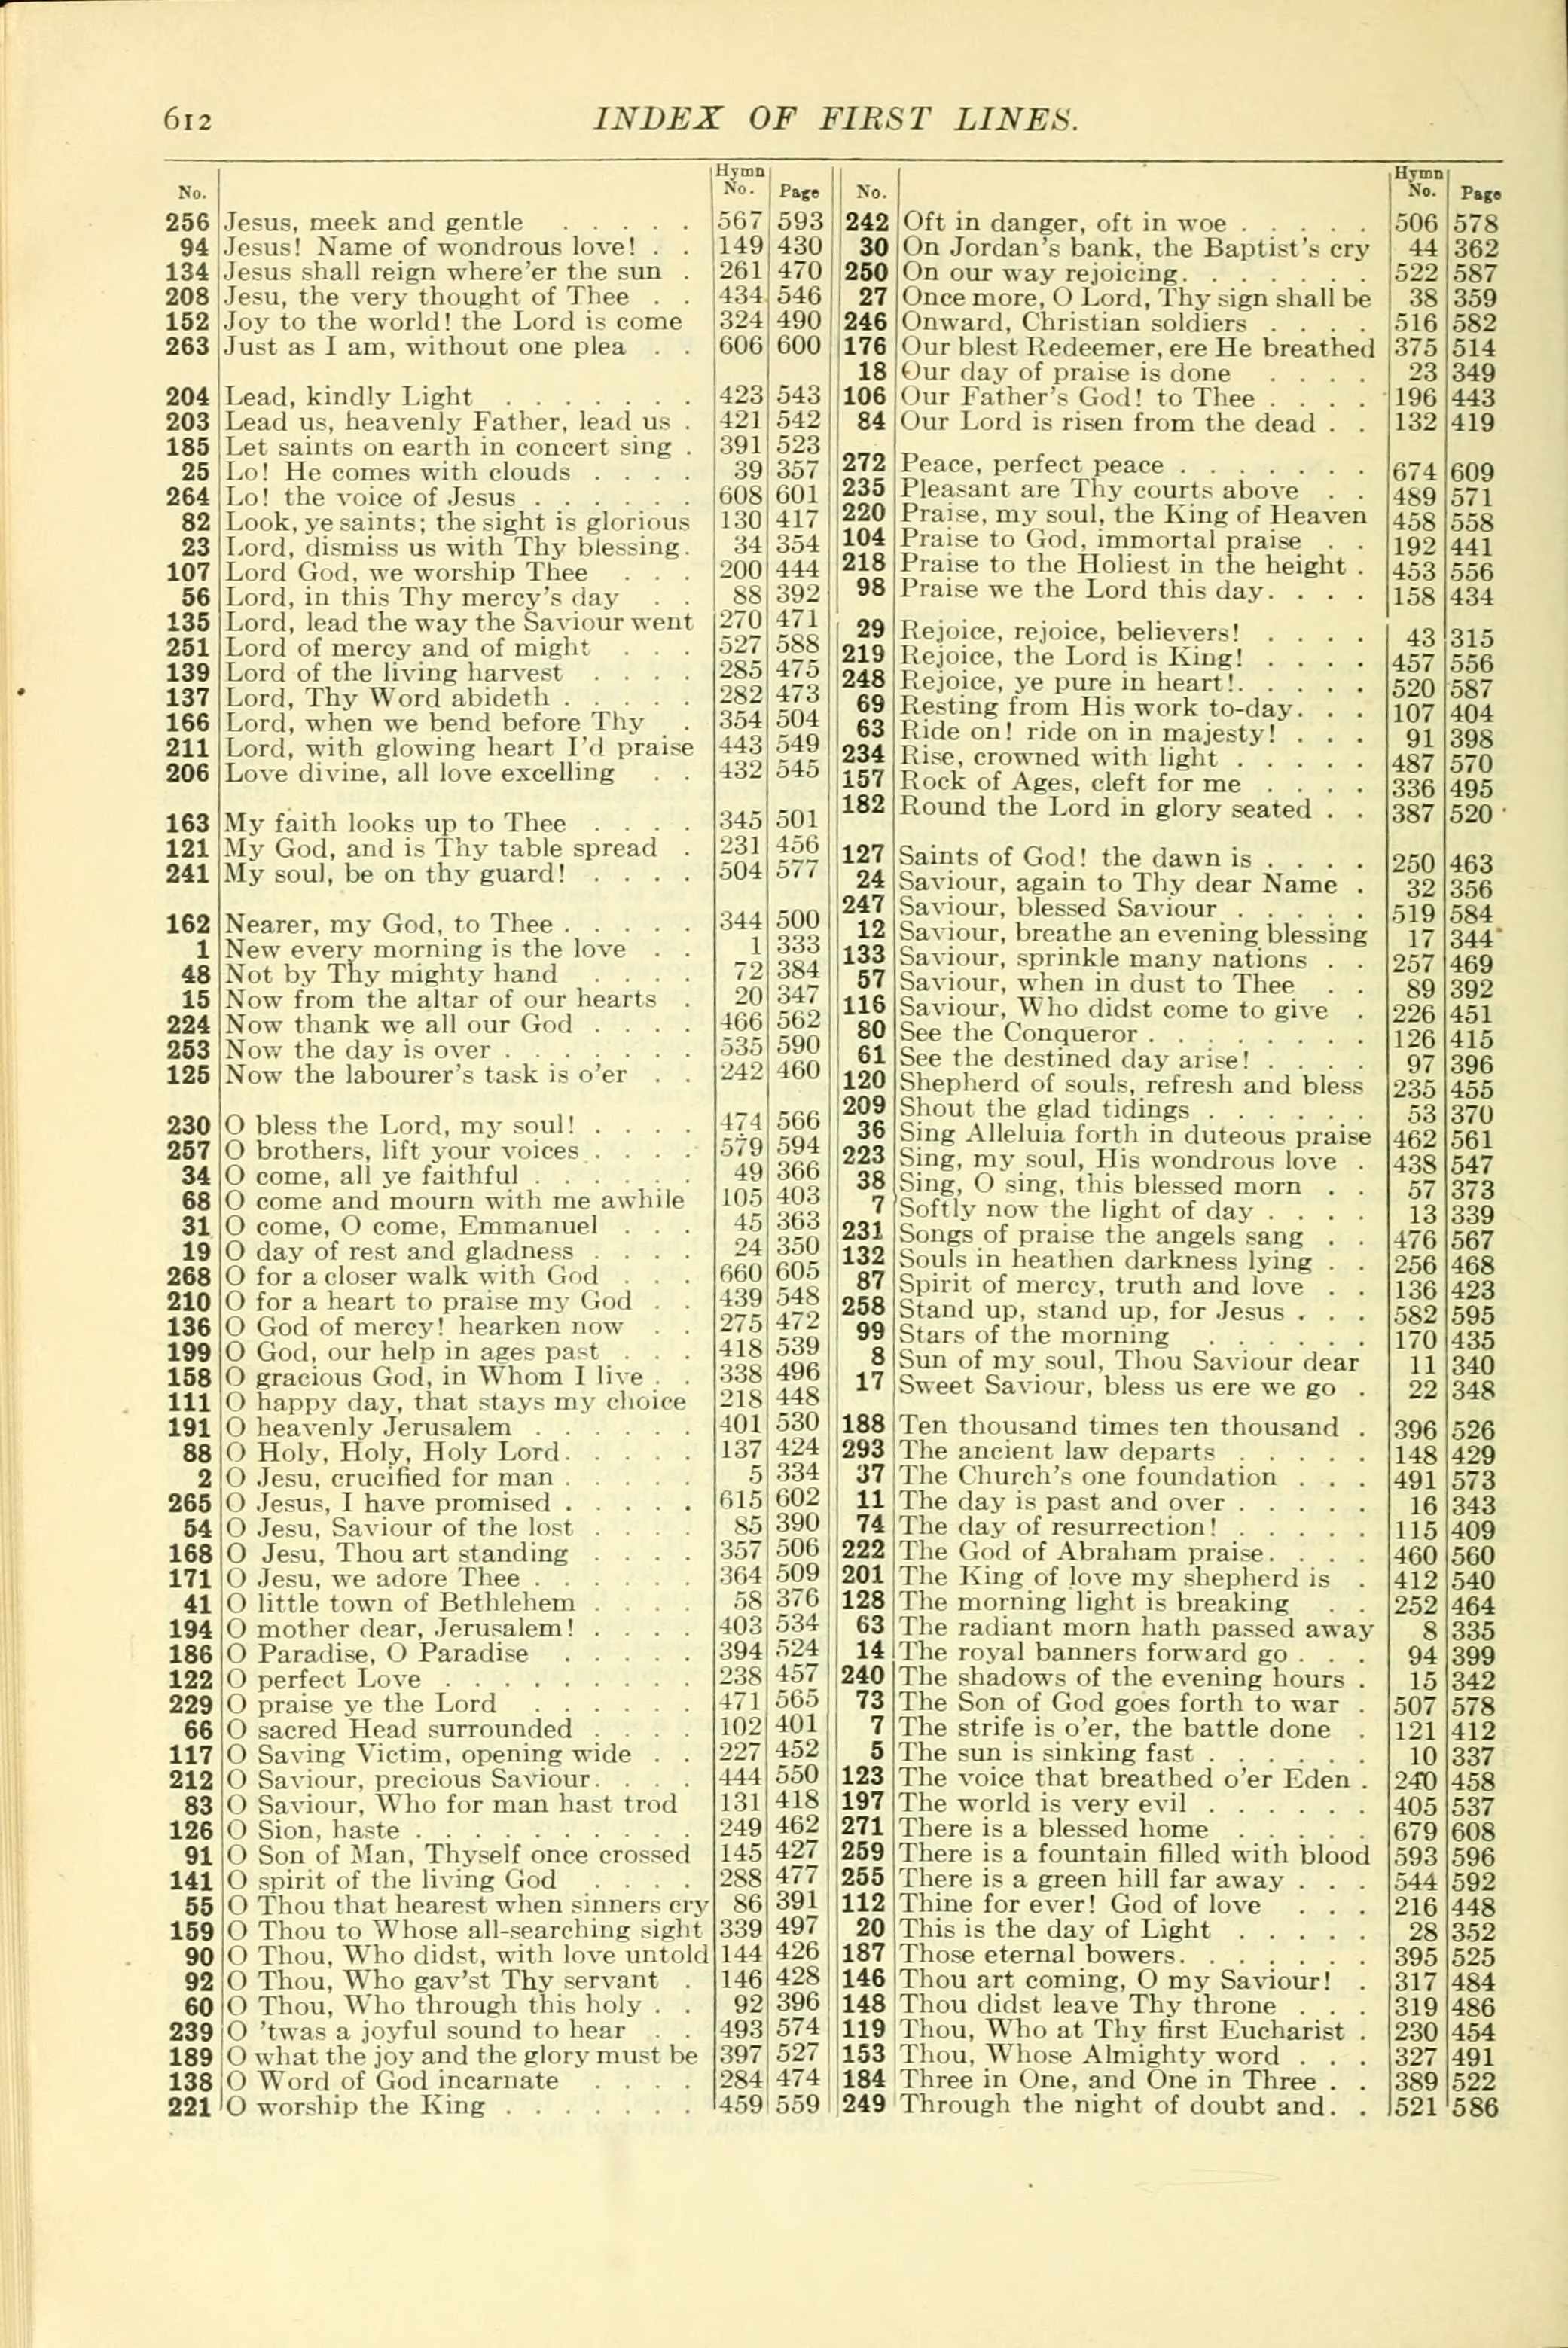 612 INDEX OF FIRST LINES.
No. Hymn No. Page
256 Jesus, meek and gentle . . . . . 567 593
94 Jesus! Name of wondrous love! . . 149 430
134 Jesus shall reign where'er the sun . 261 470
208 Jesu, the very thought of Thee . . 434 546
152 Joy to the world! the Lord is come 324 490
263 Just as I am, without one plea . . 606 600
204 Lead, kindly Light . . . . . . . 423 543
203 Lead us, heavenly Father, lead us . 421 542
185 Let saints on earth in concert sing . 391 523
25 Lo! He comes with clouds . . . . 39 357
264 Lo! the voice of Jesus . . . . . . 608 601
82 Look, ye saints; the sight is glorious 130 417
23 Lord, dismiss us with Thy blessing. 34 354
107 Lord God, we worship Thee . . . 200 444
56 Lord, in this Thy mercy's day . . 88 392
135 Lord, lead the way the Saviour went 270 471
251 Lord of mercy and of might . . . 527 588
139 Lord of the living harvest . . . . 285 475
137 Lord, Thy Word abideth . . . . . 282 473
166 Lord, when we bend before Thy . 354 504
211 Lord, with glowing heart I'd praise 443 549
206 Love divine, all love excelling . . 432 545
163 My faith looks up to Thee . . . . 345 501
121 My God, and is Thy table spread . 231 456
241 My soul, be on thy guard! . . . . 504 577
162 Nearer, my God, to Thee . . . . . 344 500
1 New every morning is the love . . 1 333
48 Not by Thy mighty hand . . . . 72 384
15 Now from the altar of our hearts . 20 347
224 Now thank we all our God . . . . 466 562
253 Now the day is over . . . . . . . 535 590
125 Now the labourer's task is o'er . . 242 460
230 O bless the Lord, my soul! . . . . 474 566
257 O brothers, lift your voices . . . . 579 594
34 O come, all ye faithful . . . . . . 49 366
68 O come and mourn with me awhile 105 403
31 O come, O come, Emmanuel . . . 45 363
19 O day of rest and gladness . . . . 24 350
268 O for a closer walk with God . . . 660 605
210 O for a heart to praise my God . . 439 548
136 O God of mercy! hearken now . . 275 472
199 O God, our help in ages past . . . 418 539
158 O gracious God, in Whom I live . . 338 496
111 O happy day, that stays my choice 218 448
191 O heavenly Jerusalem . . . . . . 401 530
88 O Holy, Holy, Holy Lord . . . . . 137 424
2 O Jesu, crucified for man . . . . . 5 334
265 O Jesus, I have promised . . . . . 615 602
54 O Jesu, Saviour of the lost . . . . 85 390
168 O Jesu, Thou art standing . . . . 357 506
171 O Jesu, we adore Thee . . . . . . 364 509
41 O little town of Bethlehem . . . . 58 376
194 O mother dear, Jerusalem! . . . . 403 534
186 O Paradise, O Paradise . . . . . 394 524
122 O perfect Love . . . . . . . . . 238 457
229 O praise ye the Lord . . . . . . 471 565
66 O sacred Head surrounded . . . . 102 401
117 O Saving Victim, opening wide . . 227 452
212 O Saviour, precious Saviour . . . . 444 550
83 O Saviour, Who for man hast trod 131 418
126 O Sion, haste . . . . . . . . . . 249 462
91 O Son of Man, Thyself once crossed 145 427
141 O spirit of the living God . . . . 288 477
55 O Thou that hearest when sinners cry 86 391
159 O Thou to Whose all-searching sight 339 497
90 O Thou, Who didst, with love untold 144 426
92 O Thou, Who gav'st Thy servant . 146 428
60 O Thou, Who through this holy . . 92 396
239 O 'twas a joyful sound to hear . . 493 574
189 O what the joy and the glory must be 397 527
138 O Word of God incarnate . . . . 284 474
221 O worship the King . . . . . . . 459 559
No. Hymn No. Page
242 Oft in danger, oft in woe . . . . . 506 578
30 On Jordan's bank, the Baptist's cry 44 362
250 On our way rejoicing. . . . . . . 522 587
27 Once more, O Lord, Thy sign shall be 38 359
246 Onward, Christian soldiers . . . . 516 582
176 Our blest Redeemer, ere He breathed 375 514
18 Our day of praise is done . . . . 23 349
106 Our Father's God! to Thee . . . . 196 443
84 Our Lord is risen from the dead . . 132 419
272 Peace, perfect peace . . . . . . . 674 609
235 Pleasant are Thy courts above . . 489 571
220 Praise, my soul, the King of Heaven 458 558
104 Praise to God, immortal praise . . 192 441
218 Praise to the Holiest in the height . 453 556
98 Praise we the Lord this day. . . . 158 434
29 Rejoice, rejoice, believers! . . . . 43 315
219 Rejoice, the Lord is King! . . . . 457 556
248 Rejoice, ye pure in heart!. . . . . 520 587
69 Resting from His work to-day. . . 107 404
63 Ride on! ride on in majesty! . . . 91 398
234 Rise, crowned with light . . . . . 487 570
157 Rock of Ages, cleft for me . . . . 336 495
182 Round the Lord in glory seated . . 387 520
127 Saints of God! the dawn is . . . . 250 463
24 Saviour, again to Thy dear Name . 32 356
247 Saviour, blessed Saviour . . . . . 519 584
12 Saviour, breathe an evening blessing 17 344
133 Saviour, sprinkle many nations . . 257 469
57 Saviour, when in dust to Thee . . 89 392
116 Saviour, Who didst come to give . 226 451
80 See the Conqueror . . . . . . . . 126 415
61 See the destined day arise! . . . . 97 396
120 Shepherd of souls, refresh and bless 235 455
209 Shout the glad tidings . . . . . . 53 370
36 Sing Alleluia forth in duteous praise 462 561
223 Sing, my soul, His wondrous love . 438 547
38 Sing, O sing, this blessed morn . . 57 373
7 Softly now the light of day . . . . 13 339
231 Songs of praise the angels sang . . 476 567
132 Souls in heathen darkness lying . . 256 468
87 Spirit of mercy, truth and love . . 136 423
258 Stand up, stand up, for Jesus . . . 582 595
99 Stars of the morning . . . . . . 170 435
8 Sun of my soul, Thou Saviour dear 11 340
17 Sweet Saviour, bless us ere we go . 22 348
188 Ten thousand times ten thousand . 396 526
293 The ancient law departs . . . . . 148 429
37 The Church's one foundation . . . 491 573
11 The day is past and over . . . . . 16 343
74 The day of resurrection! . . . . . 115 409
222 The God of Abraham praise. . . . 460 560
201 The King of love my shepherd is . 412 540
128 The morning light is breaking . . 252 464
63 The radiant morn hath passed away 8 335
14 The royal banners forward go . . . 94 399
240 The shadows of the evening hours . 15 342
73 The Son of God goes forth to war . 507 578
7 The strife is o'er, the battle done . 121 412
5 The sun is sinking fast . . . . . . 10 337
123 The voice that breathed o'er Eden . 240 458
197 The world is very evil . . . . . . 405 537
271 There is a blessed home . . . . . 679 608
259 There is a fountain filled with blood 593 596
255 There is a green hill far away . . . 544 592
112 Thine for ever! God of love . . . 216 448
20 This is the day of Light . . . . . 28 352
187 Those eternal bowers. . . . . . . 395 525
146 Thou art coming, O my Saviour! . 317 484
148 Thou didst leave Thy throne . . . 319 486
119 Thou, Who at Thy first Eucharist . 230 454
153 Thou, Whose Almighty word . . . 327 491
184 Three in One, and One in Three . . 389 522
249 Through the night of doubt and. . 521 586